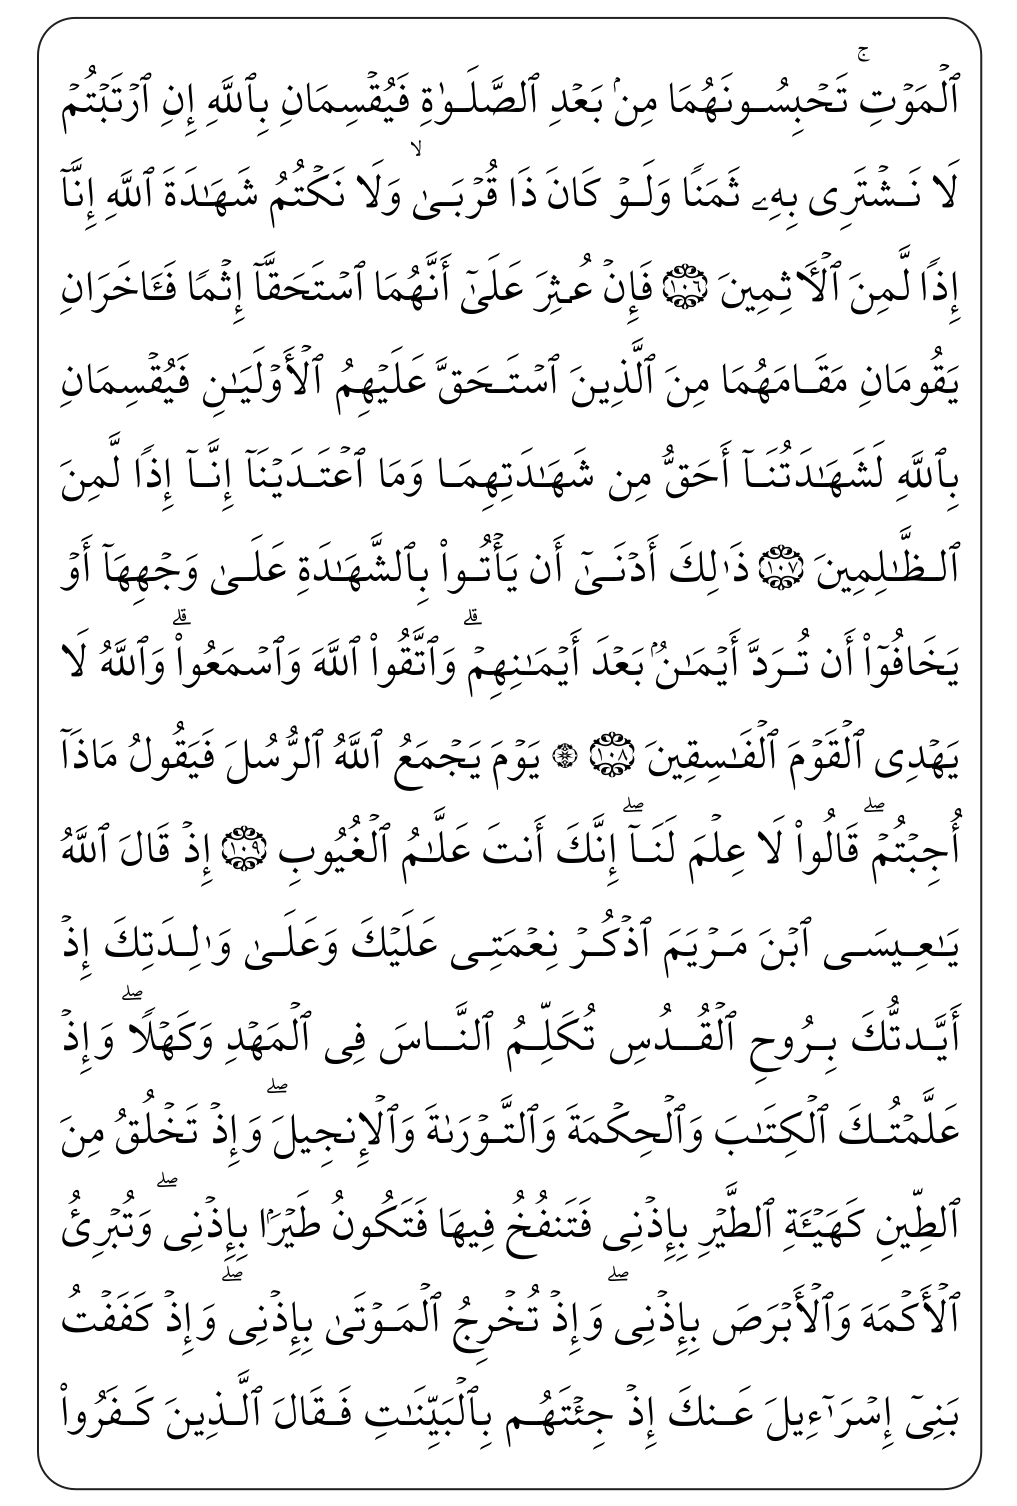 ٱلۡمَوۡتِۚ تَحۡبِسُونَهُمَا مِنۢ بَعۡدِ ٱلصَّلَوٰةِ فَيُقۡسِمَانِ بِٱللَّهِ إِنِ ٱرۡتَبۡتُمۡ
لَا نَشۡتَرِى بِهِۦ ثَمَنًا وَلَوۡ كَانَ ذَا قُرۡبَىٰۙ وَلَا نَكۡتُمُ شَهَـٰدَةَ ٱللَّهِ إِنَّآ
إِذًا لَّمِنَ ٱلۡـَٔاثِمِينَ ١٠٦ فَإِنۡ عُثِرَ عَلَىٰٓ أَنَّهُمَا ٱسۡتَحَقَّآ إِثۡمًا فَـَٔاخَرَانِ
يَقُومَانِ مَقَامَهُمَا مِنَ ٱلَّذِينَ ٱسۡتَحَقَّ عَلَيۡهِمُ ٱلۡأَوۡلَيَـٰنِ فَيُقۡسِمَانِ
بِٱللَّهِ لَشَهَـٰدَتُنَآ أَحَقُّ مِن شَهَـٰدَتِهِمَا وَمَا ٱعۡتَدَيۡنَآ إِنَّآ إِذًا لَّمِنَ
ٱلظَّـٰلِمِينَ ١٠٧ ذَٰلِكَ أَدۡنَىٰٓ أَن يَأۡتُواْ بِٱلشَّهَـٰدَةِ عَلَىٰ وَجۡهِهَآ أَوۡ
يَخَافُوٓاْ أَن تُرَدَّ أَيۡمَـٰنُۢ بَعۡدَ أَيۡمَـٰنِهِمۡۗ وَٱتَّقُواْ ٱللَّهَ وَٱسۡمَعُواْۗ وَٱللَّهُ لَا
يَهۡدِى ٱلۡقَوۡمَ ٱلۡفَـٰسِقِينَ ١٠٨ ۞ يَوۡمَ يَجۡمَعُ ٱللَّهُ ٱلرُّسُلَ فَيَقُولُ مَاذَآ
أُجِبۡتُمۡۖ قَالُواْ لَا عِلۡمَ لَنَآۖ إِنَّكَ أَنتَ عَلَّـٰمُ ٱلۡغُيُوبِ ١٠٩ إِذۡ قَالَ ٱللَّهُ
يَـٰعِيسَى ٱبۡنَ مَرۡيَمَ ٱذۡكُرۡ نِعۡمَتِى عَلَيۡكَ وَعَلَىٰ وَٰلِدَتِكَ إِذۡ
أَيَّدتُّكَ بِرُوحِ ٱلۡقُدُسِ تُكَلِّمُ ٱلنَّاسَ فِى ٱلۡمَهۡدِ وَكَهۡلًاۖ وَإِذۡ
عَلَّمۡتُكَ ٱلۡكِتَـٰبَ وَٱلۡحِكۡمَةَ وَٱلتَّوۡرَىٰةَ وَٱلۡإِنجِيلَۖ وَإِذۡ تَخۡلُقُ مِنَ
ٱلطِّينِ كَهَيۡـَٔةِ ٱلطَّيۡرِ بِإِذۡنِى فَتَنفُخُ فِيهَا فَتَكُونُ طَيۡرَۢا بِإِذۡنِىۖ وَتُبۡرِئُ
ٱلۡأَكۡمَهَ وَٱلۡأَبۡرَصَ بِإِذۡنِىۖ وَإِذۡ تُخۡرِجُ ٱلۡمَوۡتَىٰ بِإِذۡنِىۖ وَإِذۡ كَفَفۡتُ
بَنِىٓ إِسۡرَٰٓءِيلَ عَنكَ إِذۡ جِئۡتَهُم بِٱلۡبَيِّنَـٰتِ فَقَالَ ٱلَّذِينَ كَفَرُواْ